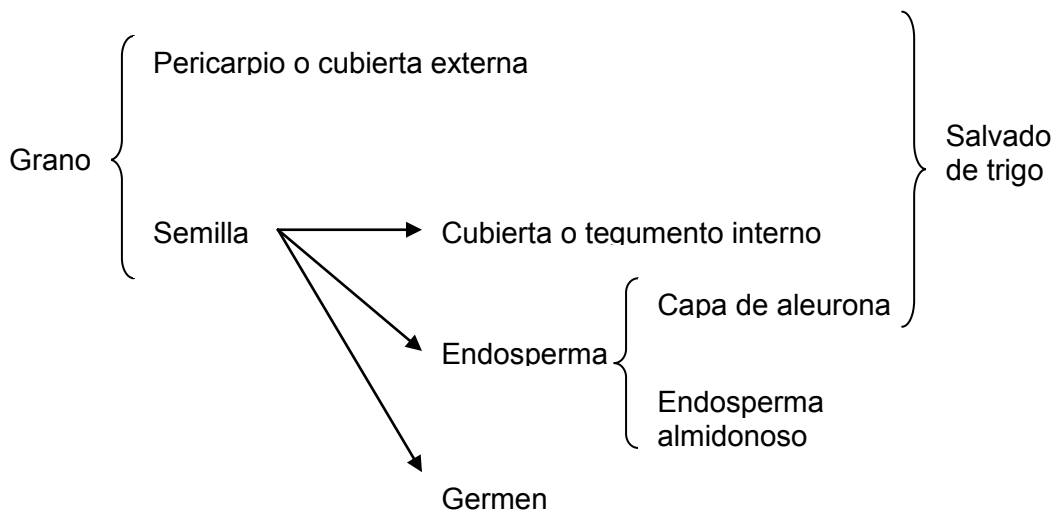 Pericarpio o cubierta externa
Grano
Salvado
de trigo
Semilla
Cubierta o tegumento interno
Capa de aleurona
Endosperma
Endosperma
almidonoso
Germen